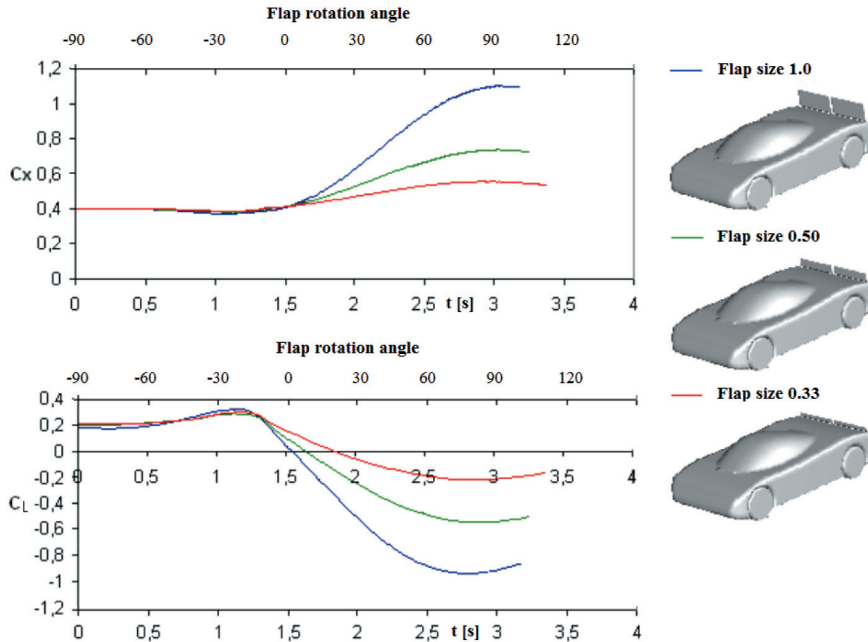 Flap rotation angle
-90 -60 -30 0 30 60 90 120
1,2
1
0,8
Cx 0,6
0,4
0,2
0
0 0,5 1 1,5 2 2,5 t [s] 3 3,5 4
Flap rotation angle
-90 -60 -30 0 30 60 90 120
0,4
0,2
0
0 0,5 1 1,5 2 2,5 3 3,5 4
-0,2
CL -0,4
-0,6
-0,8
-1
-1,2
0 0,5 1 1,5 2 2,5 t [s] 3 3,5 4
Flap size 1.0
Flap size 0.50
Flap size 0.33